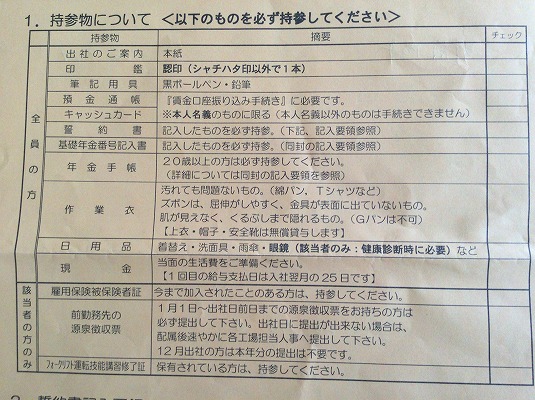 1．持参物について ＜以下のものを必ず持参してください＞
持参物 摘要 チェック
全員の方
出社のご案内 本紙
印鑑 認印（シャチハタ印以外で１本）
筆記用具 黒ボールペン・鉛筆
預金通帳 『賃金口座振り込み手続き』に必要です。
キャッシュカード ※本人名義のものに限る（本人名義以外のものは手続きできません）
誓約書 記入したものを必ず持参。（下記、記入要領参照）
基礎年金番号記入書 記入したものを必ず持参。（同封の記入要領参照）
年金手帳 ２０歳以上の方は必ず持参してください。
（詳細については同封の記入要領を参照）
作業衣 汚れても問題ないもの。（綿パン、Ｔシャツなど）
ズボンは、屈伸がしやすく、金具が表面に出ていないもの。
肌が見えなく、くるぶしまで隠れるもの。（Ｇパンは不可）
【上衣・帽子・安全靴は無償貸与します】
日用品 着替え・洗面具・雨傘・眼鏡（該当者のみ：健康診断時に必要）など
現金 当面の生活費をご準備ください。
【１回目の給与支払日は入社翌月の２５日です】
該当者の方のみ
雇用保険被保険者証 今まで加入されたことのある方は、持参してください。
前勤務先の源泉徴収票 １月１日〜出社日前日までの源泉徴収票をお持ちの方は
必ず提出して下さい。出社日に提出が出来ない場合は、
配属後速やかに各工場担当人事へ提出して下さい。
１２月出社の方は本年分の提出は不要です。
フォークリフト運転技能講習修了証 保有されている方は、持参してください。